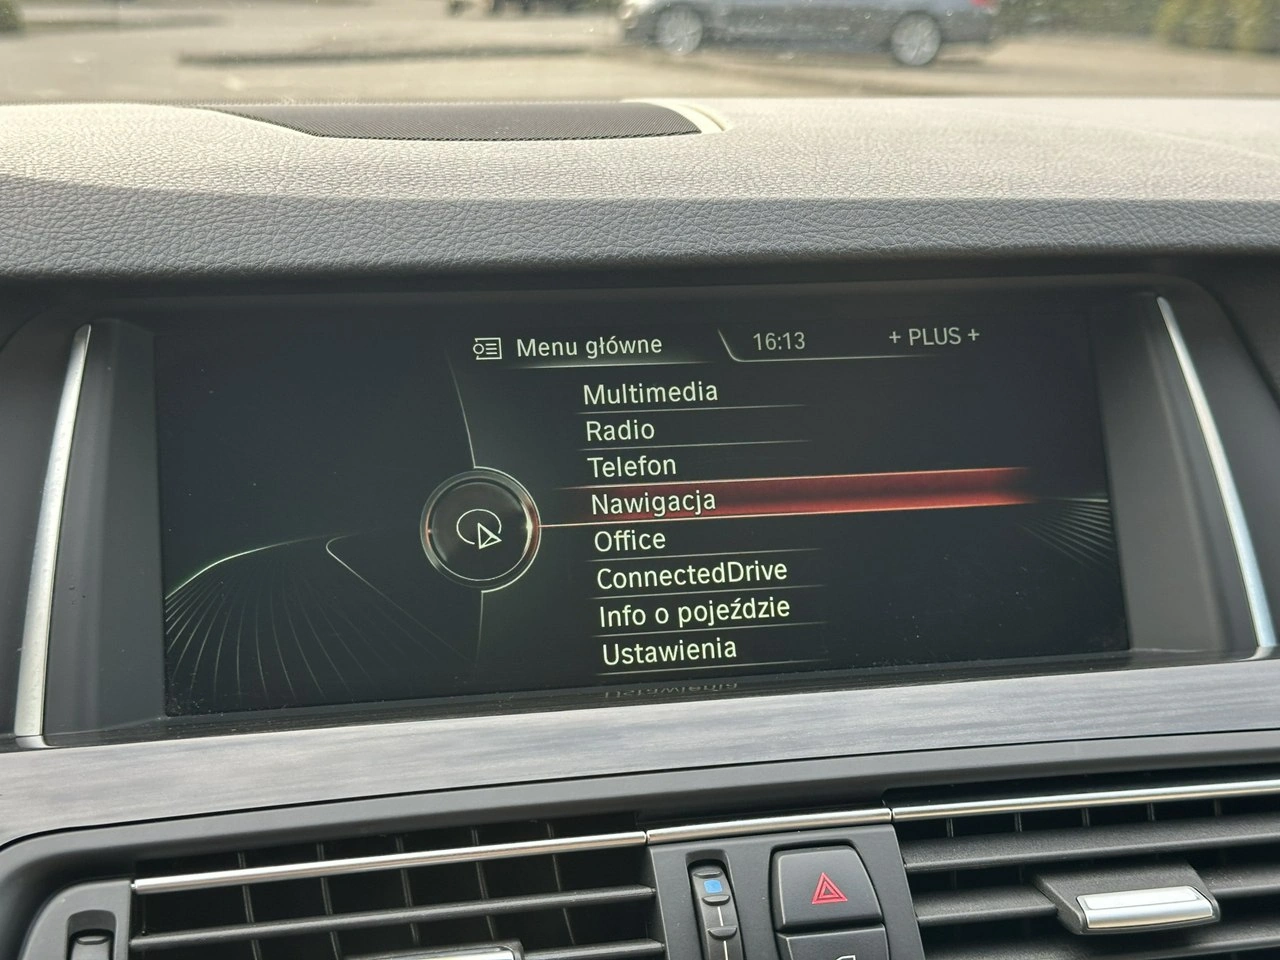 Menu główne 16:13 + PLUS +
Multimedia
Radio
Telefon
Nawigacja
Office
ConnectedDrive
Info o pojeździe
Ustawienia